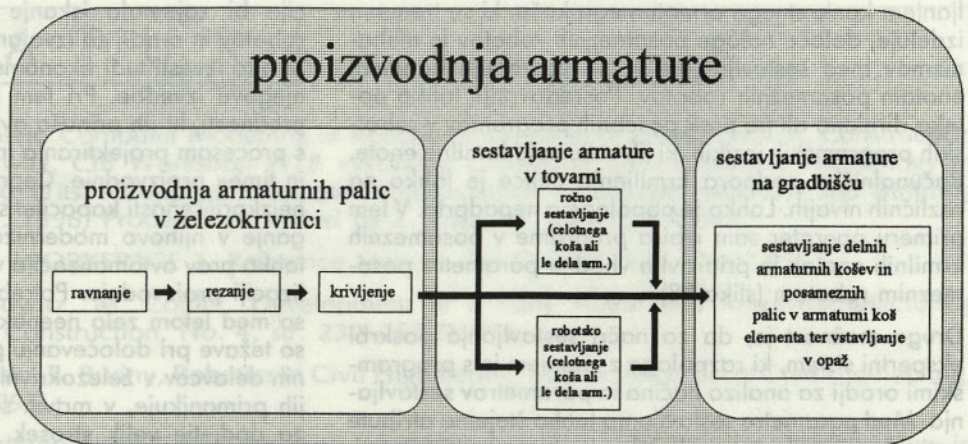 proizvodnja armature
proizvodnja armaturnih palic
v železokrivnici
ravnanje
rezanje
krivljenje
sestavljanje armature
v tovarni
ročno
sestavljanje
(celotnega
koša ali
le dela arm.)
robotsko
sestavljanje
(celotnega
koša ali
le dela arm.)
sestavljanje armature
na gradbišču
sestavljanje delnih
armaturnih košev in
posameznih
palic v armaturni koš
elementa ter vstavljanje
v opaž